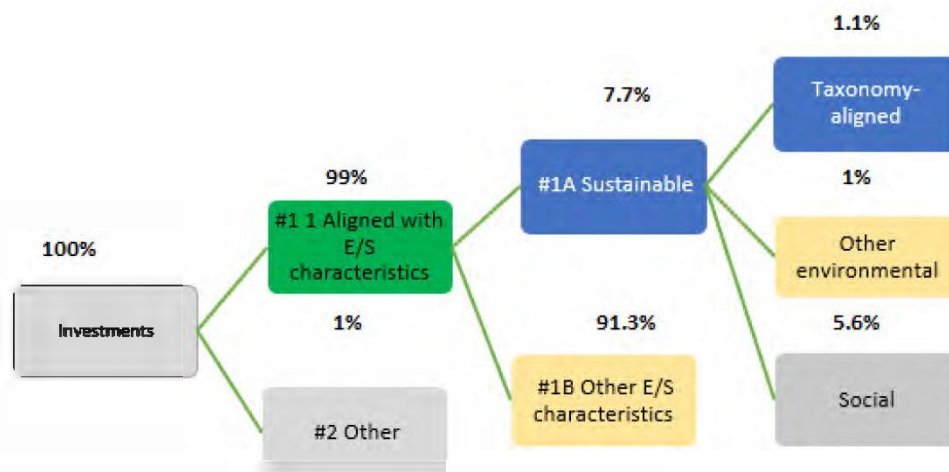 1.1%
Taxonomy-
aligned
7.7%
#1A Sustainable
99%
#1 1 Aligned with
E/S
characteristics
1%
Other
environmental
100%
Investments
1%
#2 Other
91.3%
#1B Other E/S
characteristics
5.6%
Social